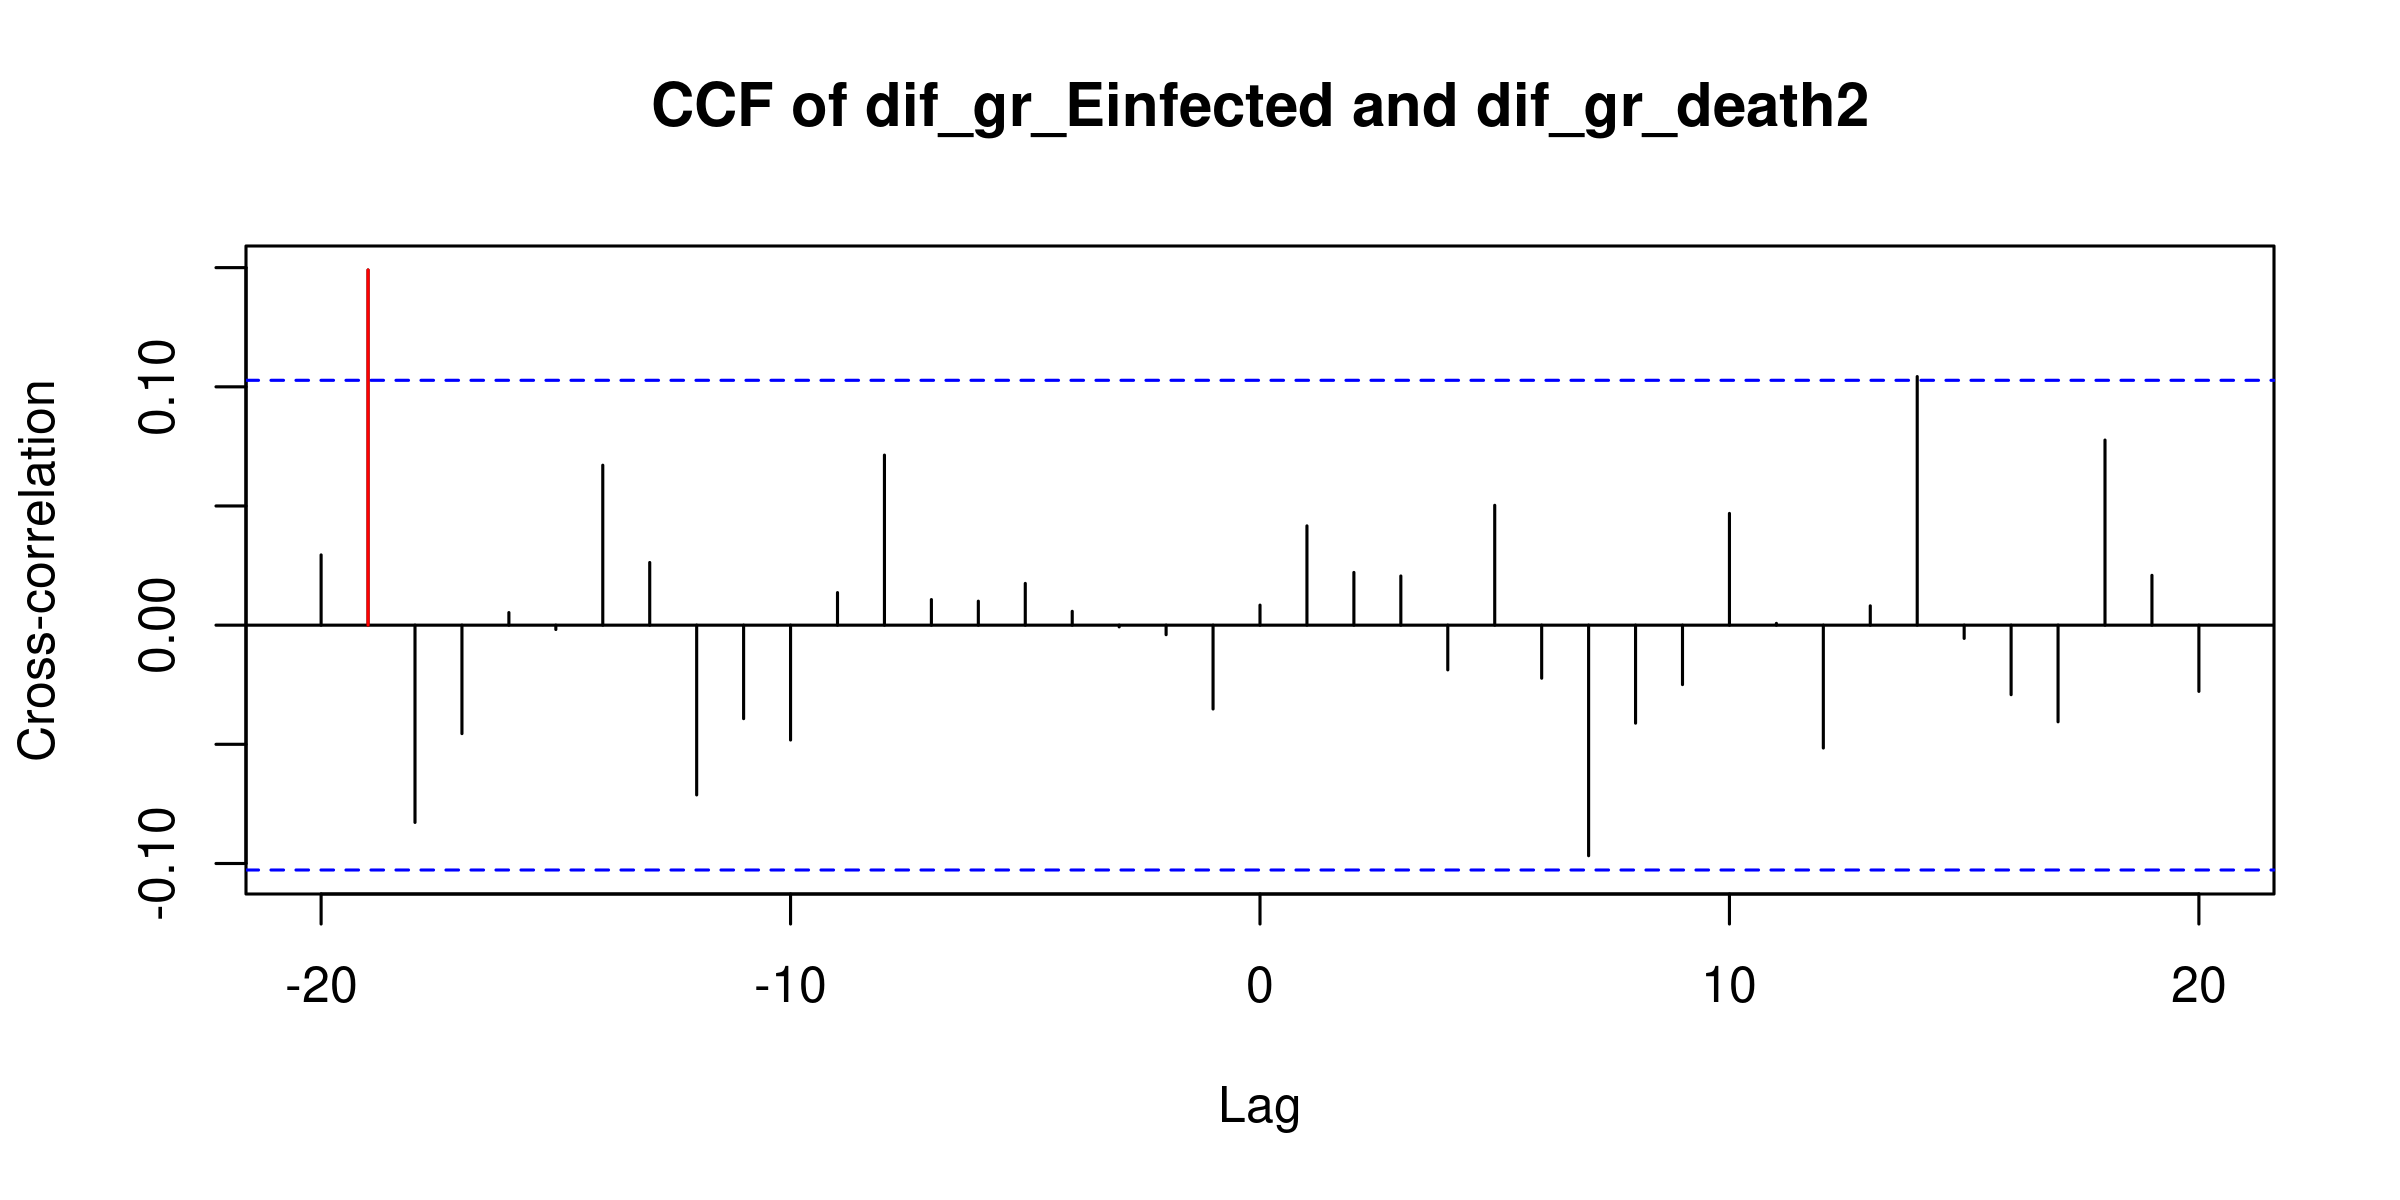 CCF of dif_gr_Einfected and dif_gr_death2
Cross-correlation
0.10
0.00
-0.10
-20 -10 0 10 20
Lag